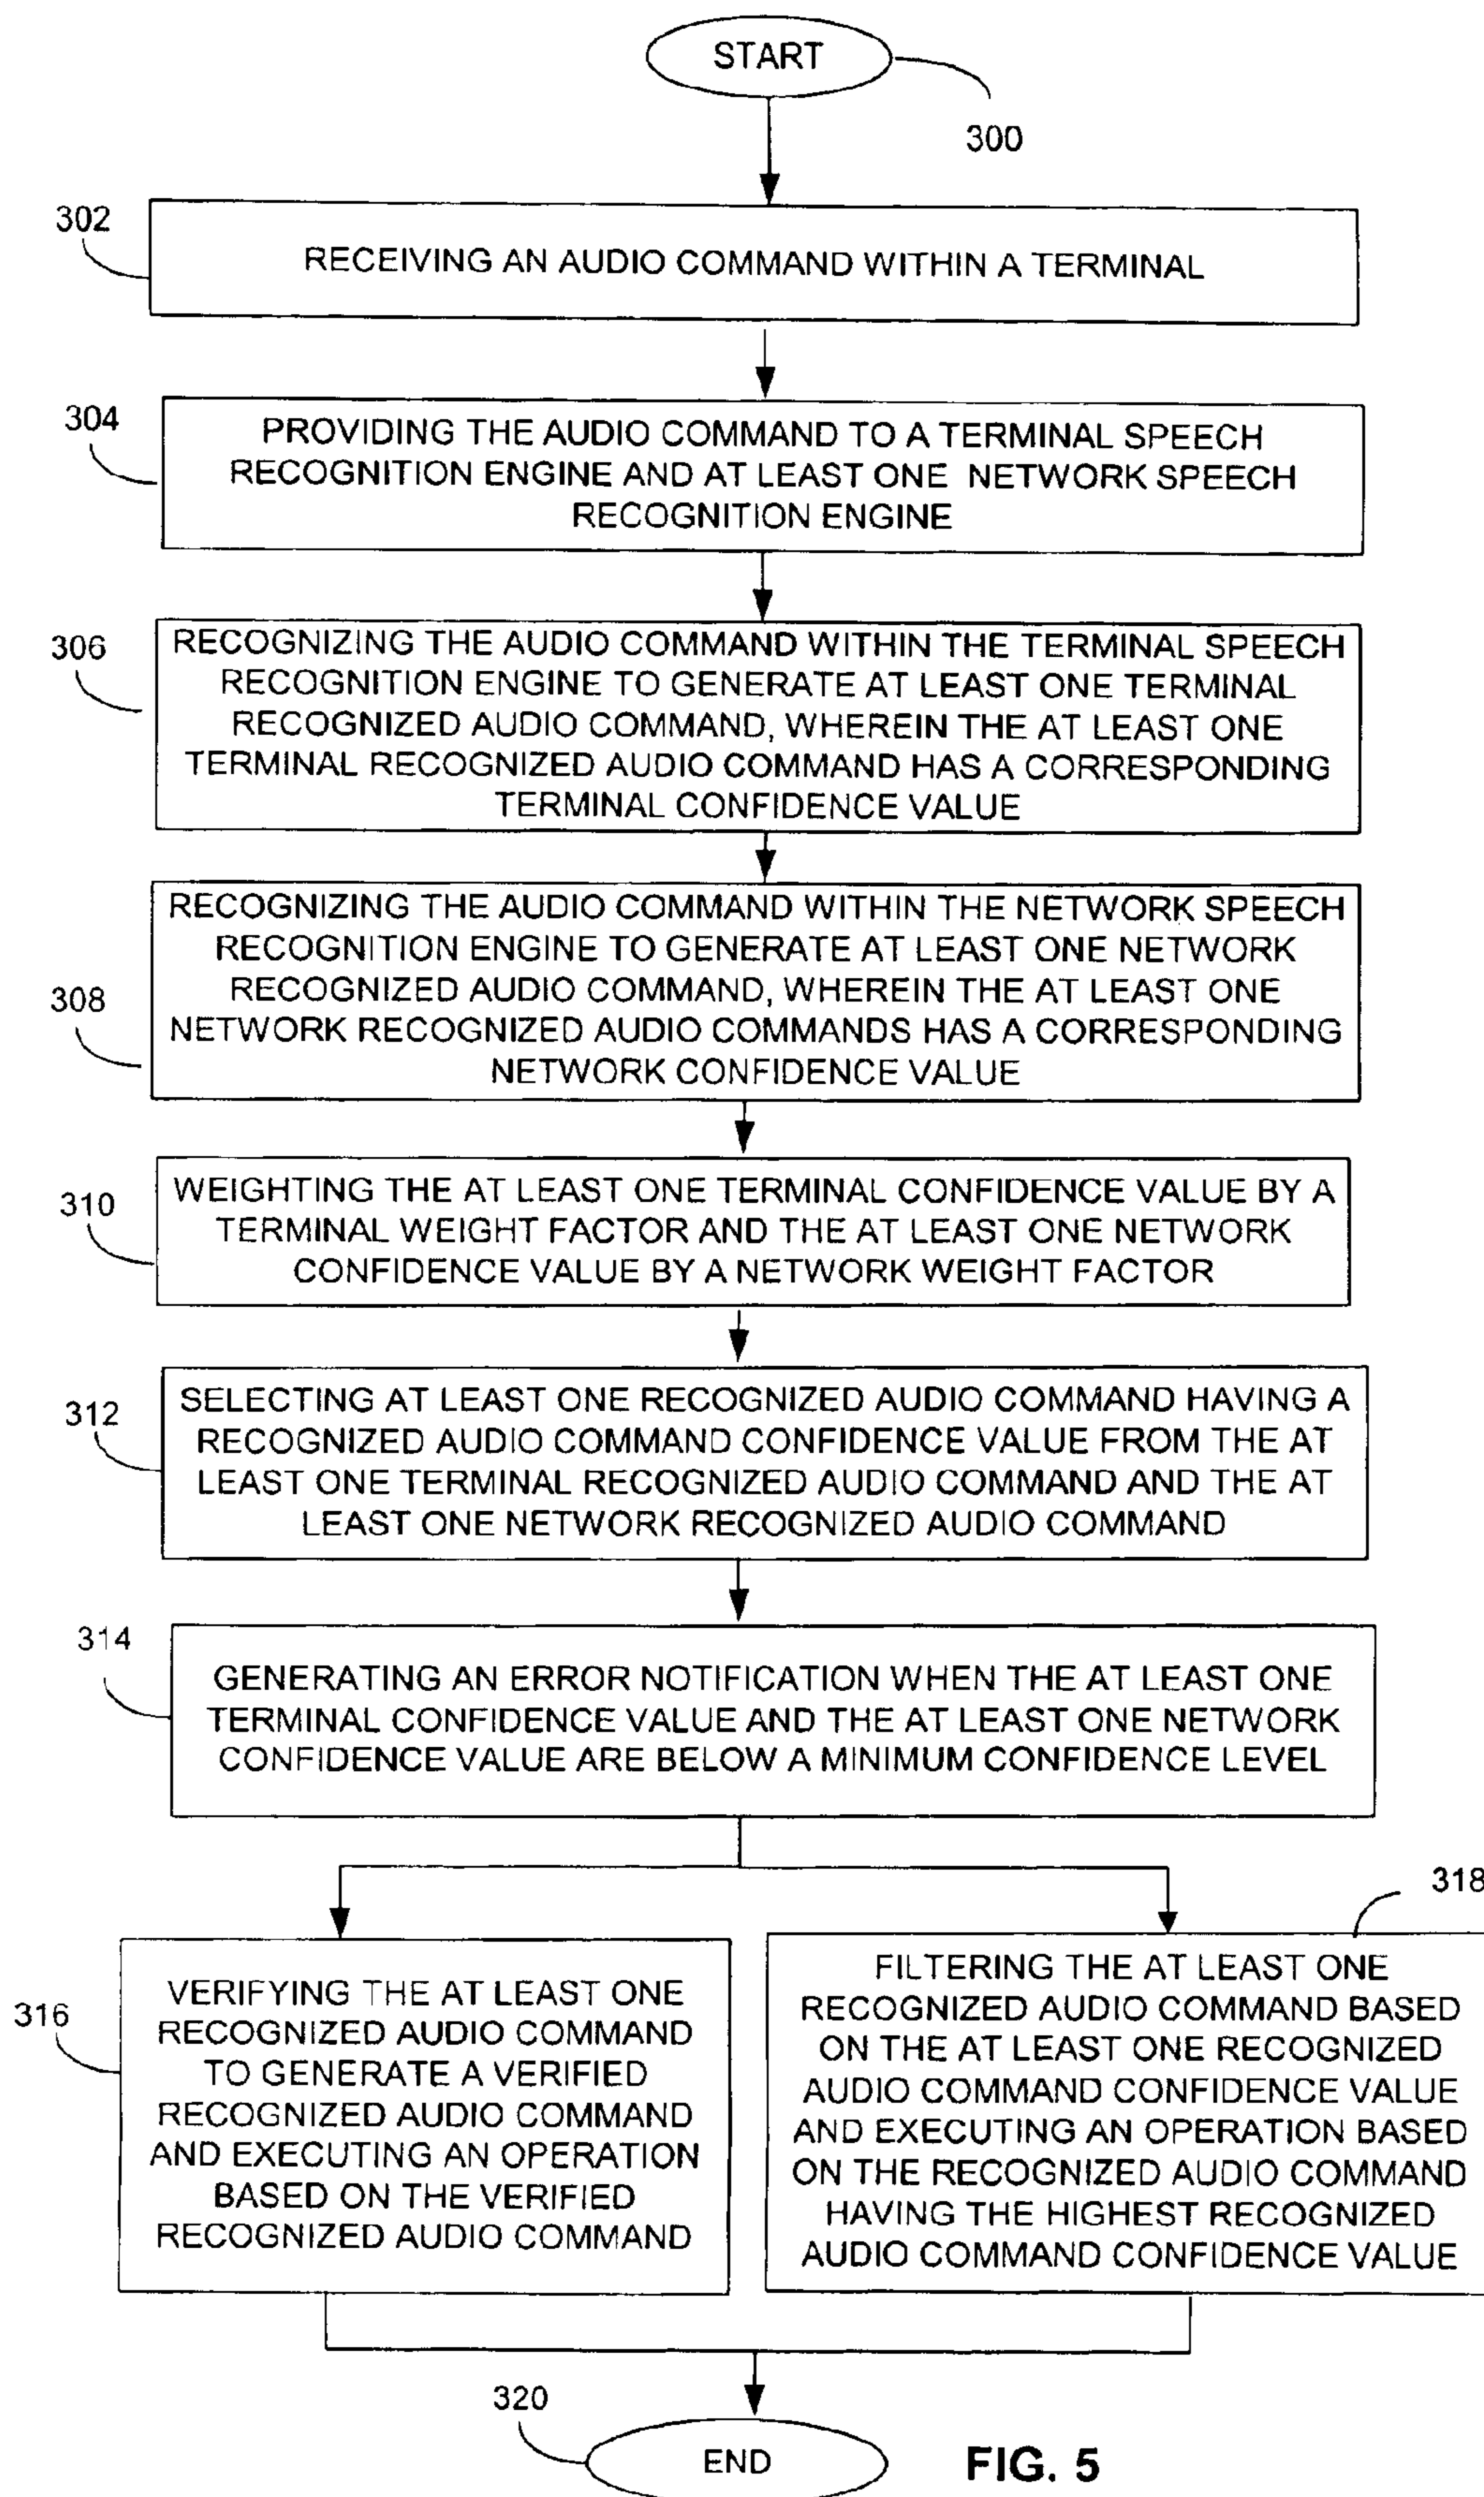 START
300
302
RECEIVING AN AUDIO COMMAND WITHIN A TERMINAL
304
PROVIDING THE AUDIO COMMAND TO A TERMINAL SPEECH
RECOGNITION ENGINE AND AT LEAST ONE NETWORK SPEECH
RECOGNITION ENGINE
306
RECOGNIZING THE AUDIO COMMAND WITHIN THE TERMINAL SPEECH
RECOGNITION ENGINE TO GENERATE AT LEAST ONE TERMINAL
RECOGNIZED AUDIO COMMAND, WHEREIN THE AT LEAST ONE
TERMINAL RECOGNIZED AUDIO COMMAND HAS A CORRESPONDING
TERMINAL CONFIDENCE VALUE
308
RECOGNIZING THE AUDIO COMMAND WITHIN THE NETWORK SPEECH
RECOGNITION ENGINE TO GENERATE AT LEAST ONE NETWORK
RECOGNIZED AUDIO COMMAND, WHEREIN THE AT LEAST ONE
NETWORK RECOGNIZED AUDIO COMMANDS HAS A CORRESPONDING
NETWORK CONFIDENCE VALUE
310
WEIGHTING THE AT LEAST ONE TERMINAL CONFIDENCE VALUE BY A
TERMINAL WEIGHT FACTOR AND THE AT LEAST ONE NETWORK
CONFIDENCE VALUE BY A NETWORK WEIGHT FACTOR
312
SELECTING AT LEAST ONE RECOGNIZED AUDIO COMMAND HAVING A
RECOGNIZED AUDIO COMMAND CONFIDENCE VALUE FROM THE AT
LEAST ONE TERMINAL RECOGNIZED AUDIO COMMAND AND THE AT
LEAST ONE NETWORK RECOGNIZED AUDIO COMMAND
314
GENERATING AN ERROR NOTIFICATION WHEN THE AT LEAST ONE
TERMINAL CONFIDENCE VALUE AND THE AT LEAST ONE NETWORK
CONFIDENCE VALUE ARE BELOW A MINIMUM CONFIDENCE LEVEL
316
VERIFYING THE AT LEAST ONE
RECOGNIZED AUDIO COMMAND
TO GENERATE A VERIFIED
RECOGNIZED AUDIO COMMAND
AND EXECUTING AN OPERATION
BASED ON THE VERIFIED
RECOGNIZED AUDIO COMMAND
318
FILTERING THE AT LEAST ONE
RECOGNIZED AUDIO COMMAND BASED
ON THE AT LEAST ONE RECOGNIZED
AUDIO COMMAND CONFIDENCE VALUE
AND EXECUTING AN OPERATION BASED
ON THE RECOGNIZED AUDIO COMMAND
HAVING THE HIGHEST RECOGNIZED
AUDIO COMMAND CONFIDENCE VALUE
320
END
FIG. 5